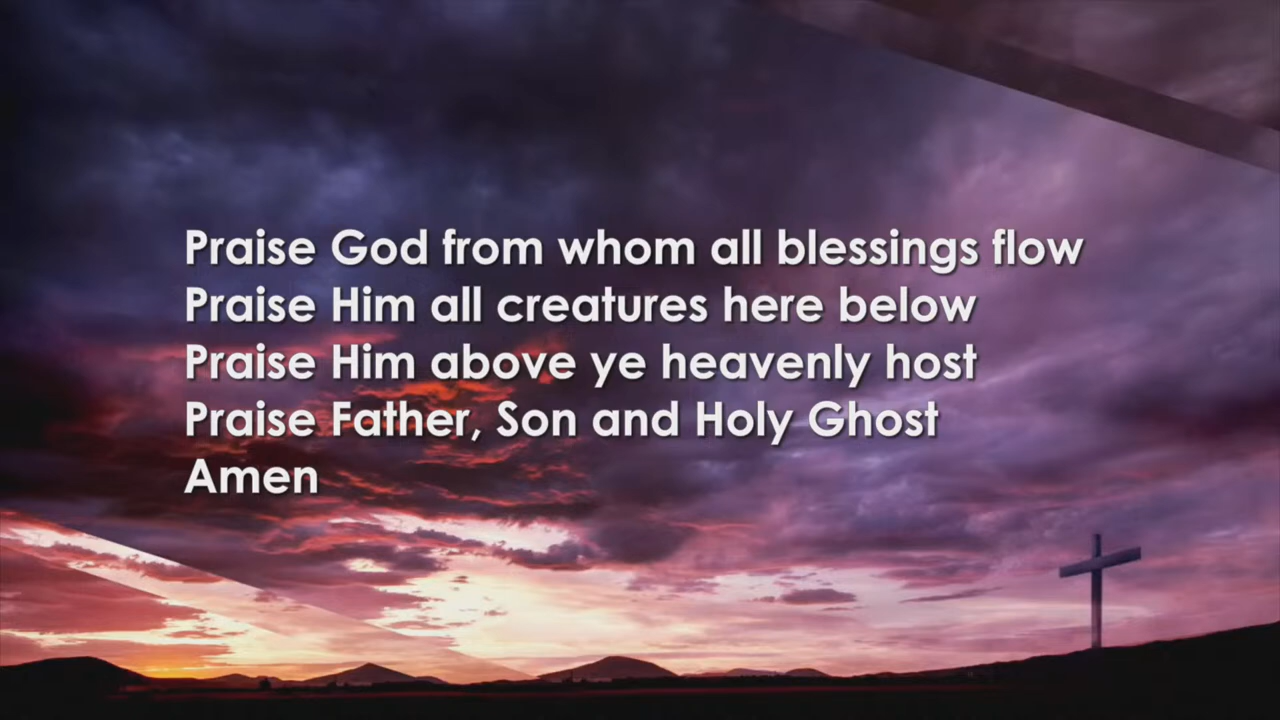 Praise God from whom all blessings flow
Praise Him all creatures here below
Praise Him above ye heavenly host
Praise Father, Son and Holy Ghost
Amen